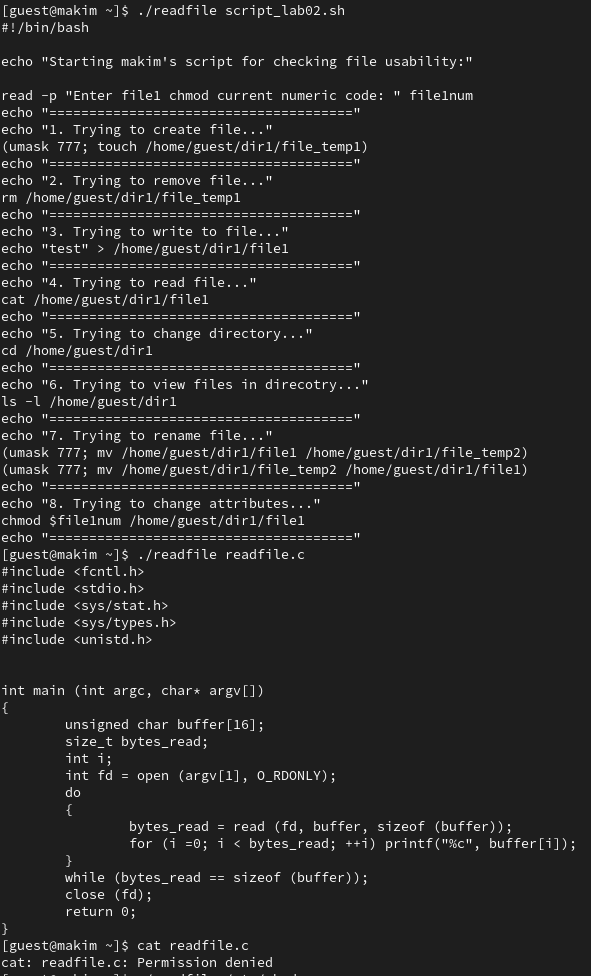 [guest@makim ~]$ ./readfile script_lab02.sh
#!/bin/bash

echo "Starting makim's script for checking file usability:"

read -p "Enter file1 chmod current numeric code: " file1num
echo "======================================"
echo "1. Trying to create file..."
(umask 777; touch /home/guest/dir1/file_temp1)
echo "======================================"
echo "2. Trying to remove file..."
rm /home/guest/dir1/file_temp1
echo "======================================"
echo "3. Trying to write to file..."
echo "test" > /home/guest/dir1/file1
echo "======================================"
echo "4. Trying to read file..."
cat /home/guest/dir1/file1
echo "======================================"
echo "5. Trying to change directory..."
cd /home/guest/dir1
echo "======================================"
echo "6. Trying to view files in direcotry..."
ls -l /home/guest/dir1
echo "======================================"
echo "7. Trying to rename file..."
(umask 777; mv /home/guest/dir1/file1 /home/guest/dir1/file_temp2)
(umask 777; mv /home/guest/dir1/file_temp2 /home/guest/dir1/file1)
echo "======================================"
echo "8. Trying to change attributes..."
chmod $file1num /home/guest/dir1/file1
echo "======================================"
[guest@makim ~]$ ./readfile readfile.c
#include <fcntl.h>
#include <stdio.h>
#include <sys/stat.h>
#include <sys/types.h>
#include <unistd.h>


int main (int argc, char* argv[])
{
        unsigned char buffer[16];
        size_t bytes_read;
        int i;
        int fd = open (argv[1], O_RDONLY);
        do
        {
                bytes_read = read (fd, buffer, sizeof (buffer));
                for (i =0; i < bytes_read; ++i) printf("%c", buffer[i]);
        }
        while (bytes_read == sizeof (buffer));
        close (fd);
        return 0;
}
[guest@makim ~]$ cat readfile.c
cat: readfile.c: Permission denied